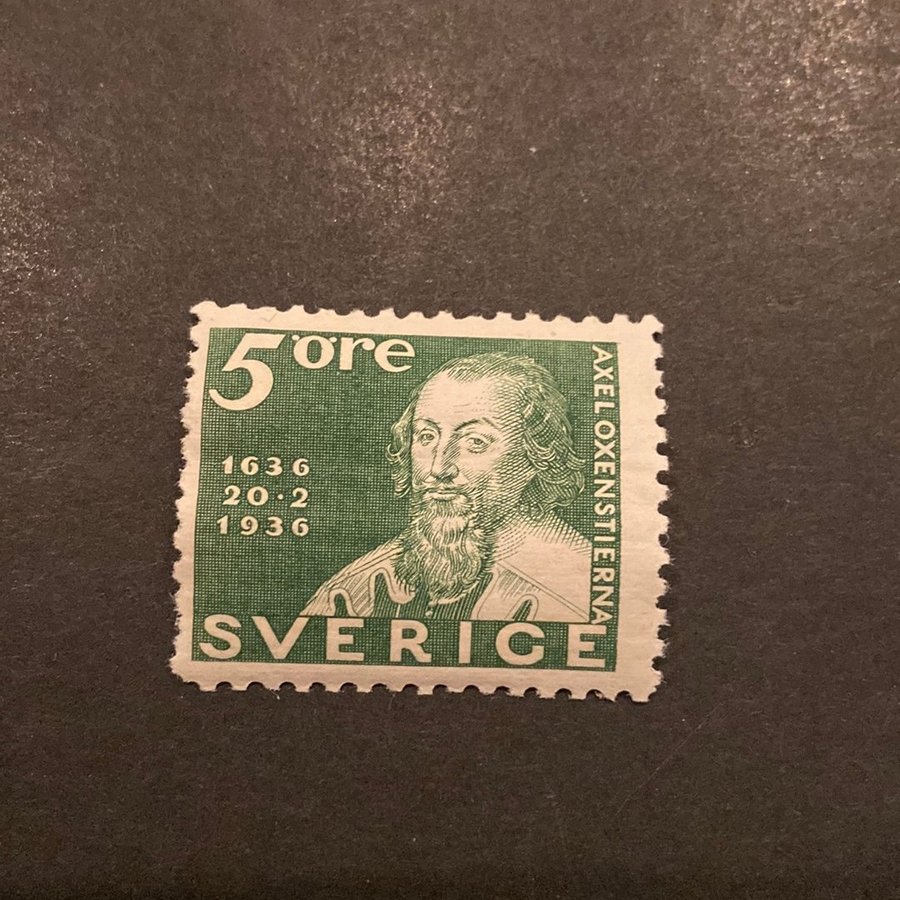 5 öre
1636
20·2
1936
AXEL OXENSTIERNA
SVERIGE